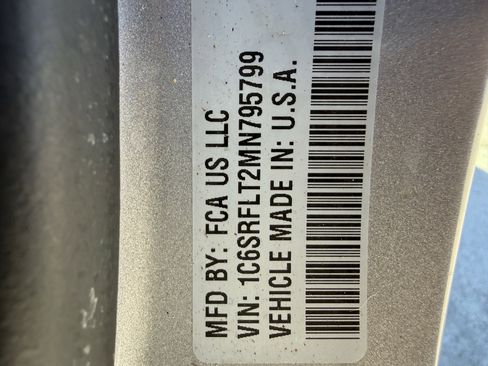 MFD BY: FCA US LLC
VIN: 1C6SRFLT2MN795799
VEHICLE MADE IN: U.S.A.